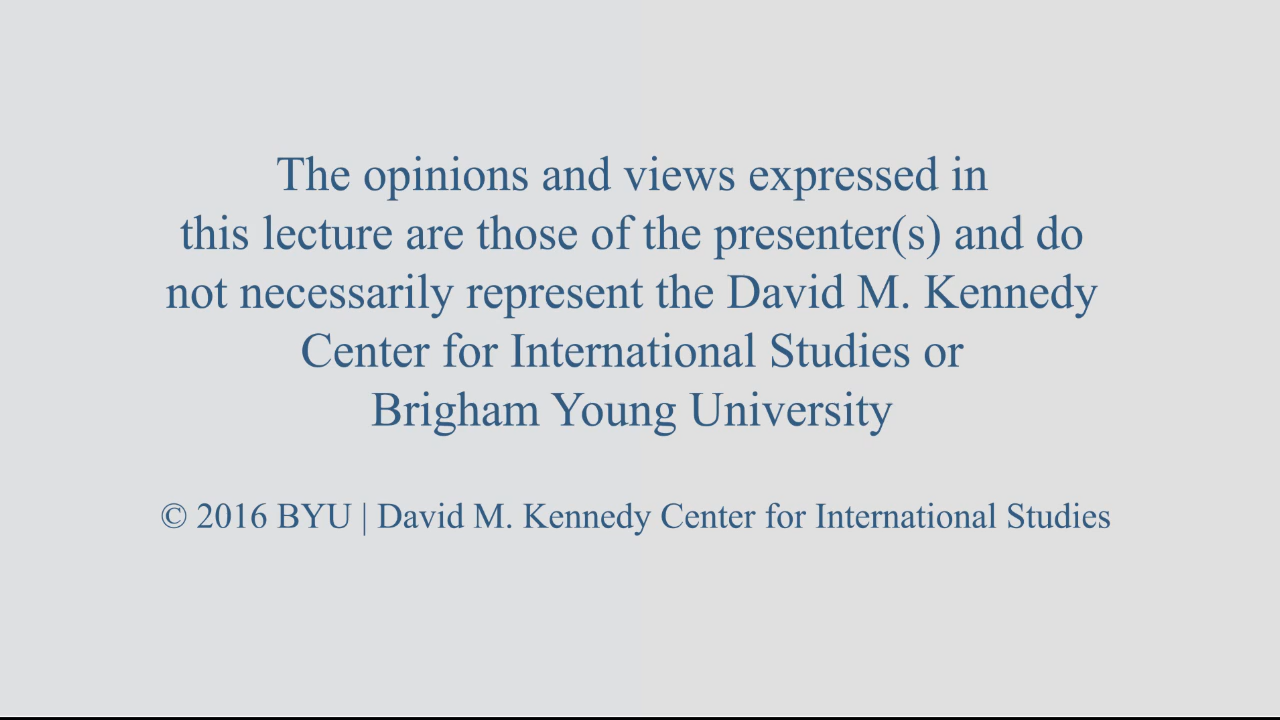 The opinions and views expressed in
this lecture are those of the presenter(s) and do
not necessarily represent the David M. Kennedy
Center for International Studies or
Brigham Young University
© 2016 BYU | David M. Kennedy Center for International Studies